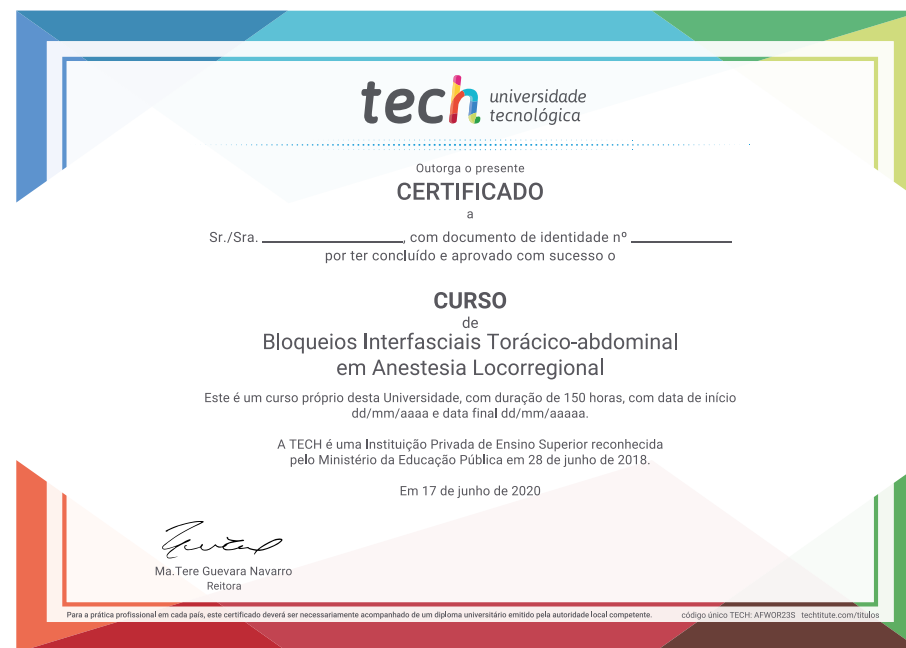 tech universidade
tecnológica
Outorga o presente
CERTIFICADO
a
Sr./Sra. ____________, com documento de identidade nº ____________
por ter concluído e aprovado com sucesso o
CURSO
de
Bloqueios Interfasciais Torácico-abdominal
em Anestesia Locorregional
Este é um curso próprio desta Universidade, com duração de 150 horas, com data de início
dd/mm/aaaa e data final dd/mm/aaaaa.
A TECH é uma Instituição Privada de Ensino Superior reconhecida
pelo Ministério da Educação Pública em 28 de junho de 2018.
Em 17 de junho de 2020
Ma.Tere Guevara Navarro
Reitora
Para a prática profissional em cada país, este certificado deverá ser necessariamente acompanhado de um diploma universitário emitido pela autoridade local competente. código único TECH: AFWOR23S techtitute.com/titulos